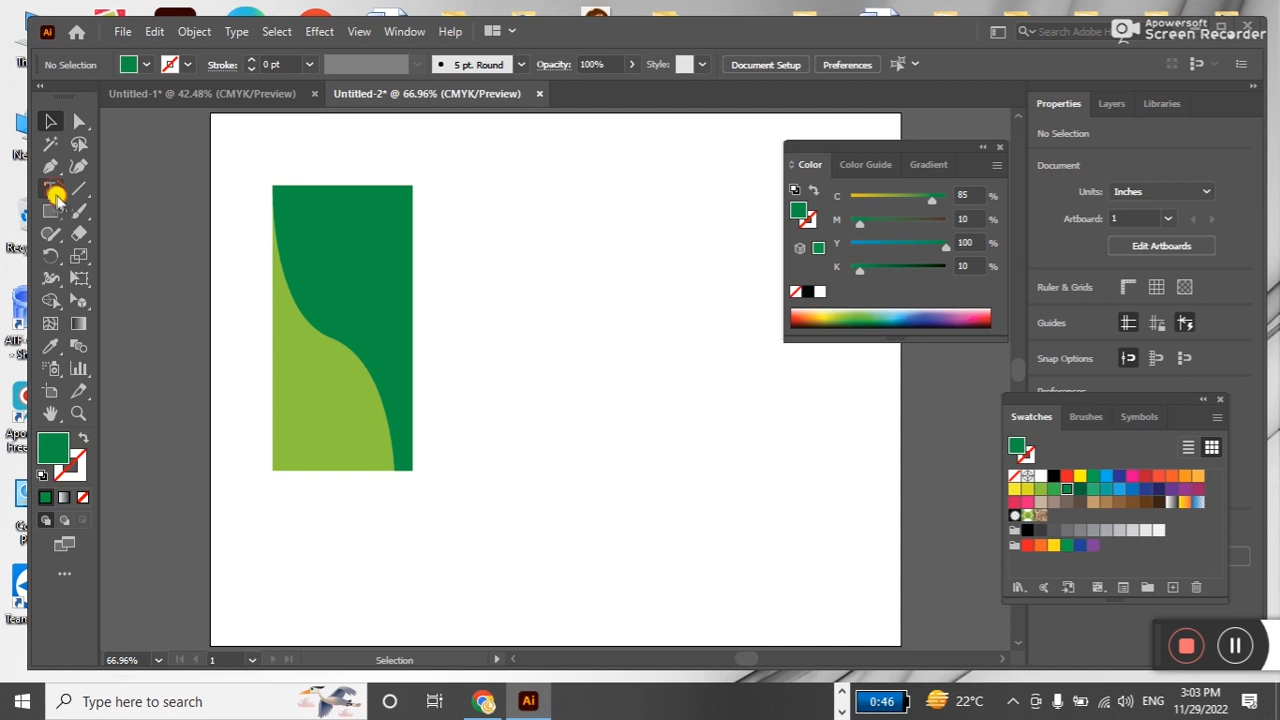 Ai
File
Edit
Object
Type
Select
Effect
View
Window
Help
Search Adobe
Apowersoft
Screen Recorder
No Selection
Stroke:
0 pt
5 pt. Round
Opacity:
100%
Style:
Document Setup
Preferences
Untitled-1* @ 42.48% (CMYK/Preview)
Untitled-2* @ 66.96% (CMYK/Preview)
Properties
Layers
Libraries
No Selection
Document
Units:
Inches
Artboard:
1
Edit Artboards
Ruler & Grids
Guides
Snap Options
Color
Color Guide
Gradient
C
85
%
M
10
%
Y
100
%
K
10
%
Swatches
Brushes
Symbols
66.96%
1
Selection
Type here to search
Ai
0:46
22°C
ENG
3:03 PM
11/29/2022